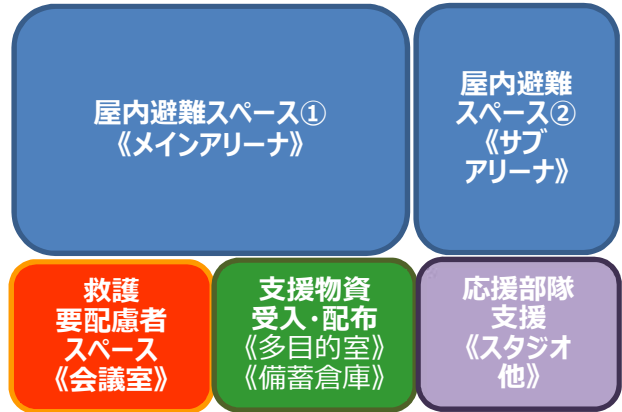 屋内避難スペース①
《メインアリーナ》
屋内避難
スペース②
《サブ
アリーナ》
救護
要配慮者
スペース
《会議室》
支援物資
受入・配布
《多目的室》
《備蓄倉庫》
応援部隊
支援
《スタジオ
他》